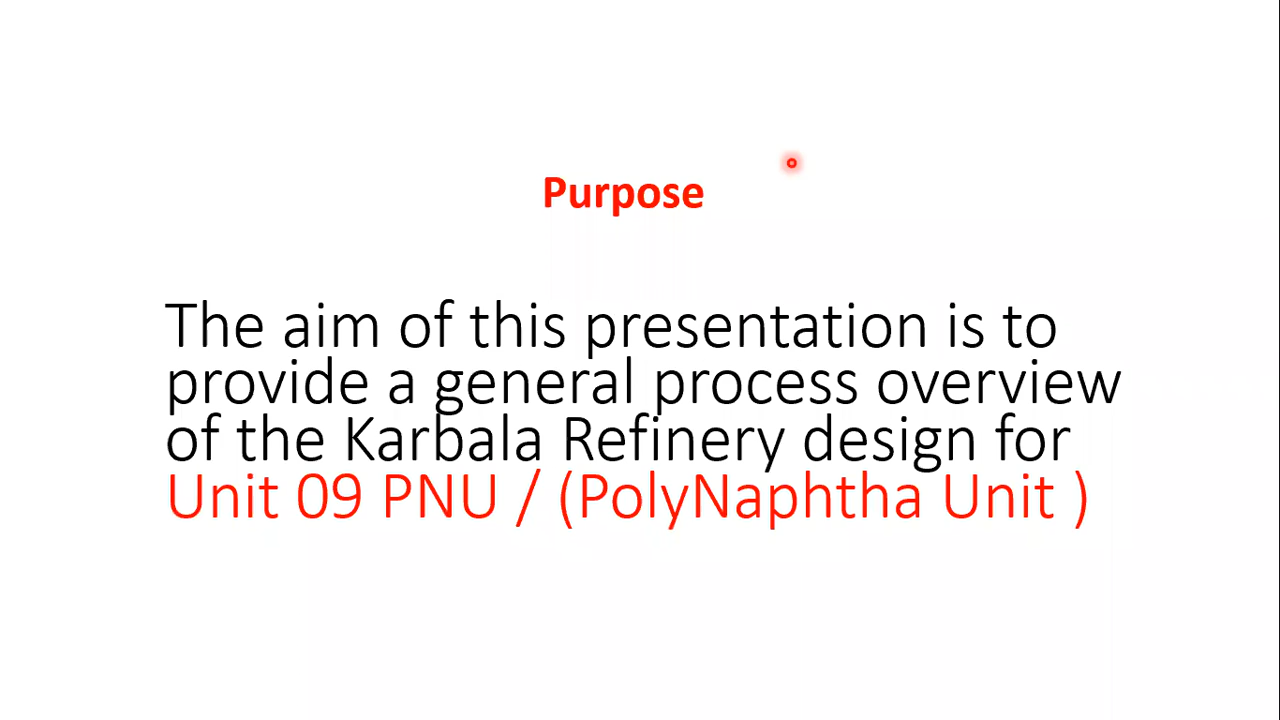 Purpose
The aim of this presentation is to
provide a general process overview
of the Karbala Refinery design for
Unit 09 PNU / (PolyNaphtha Unit )